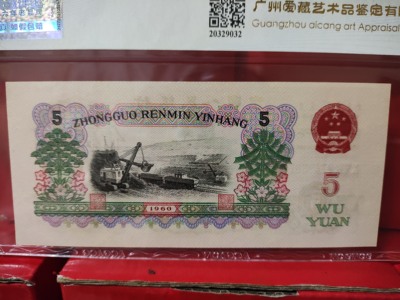 20329032
广州爱藏艺术品鉴定有限
Guangzhou aicang art Appraisal
5
5
ZHONGGUO RENMIN YINHANG
1960
5
WU
YUAN